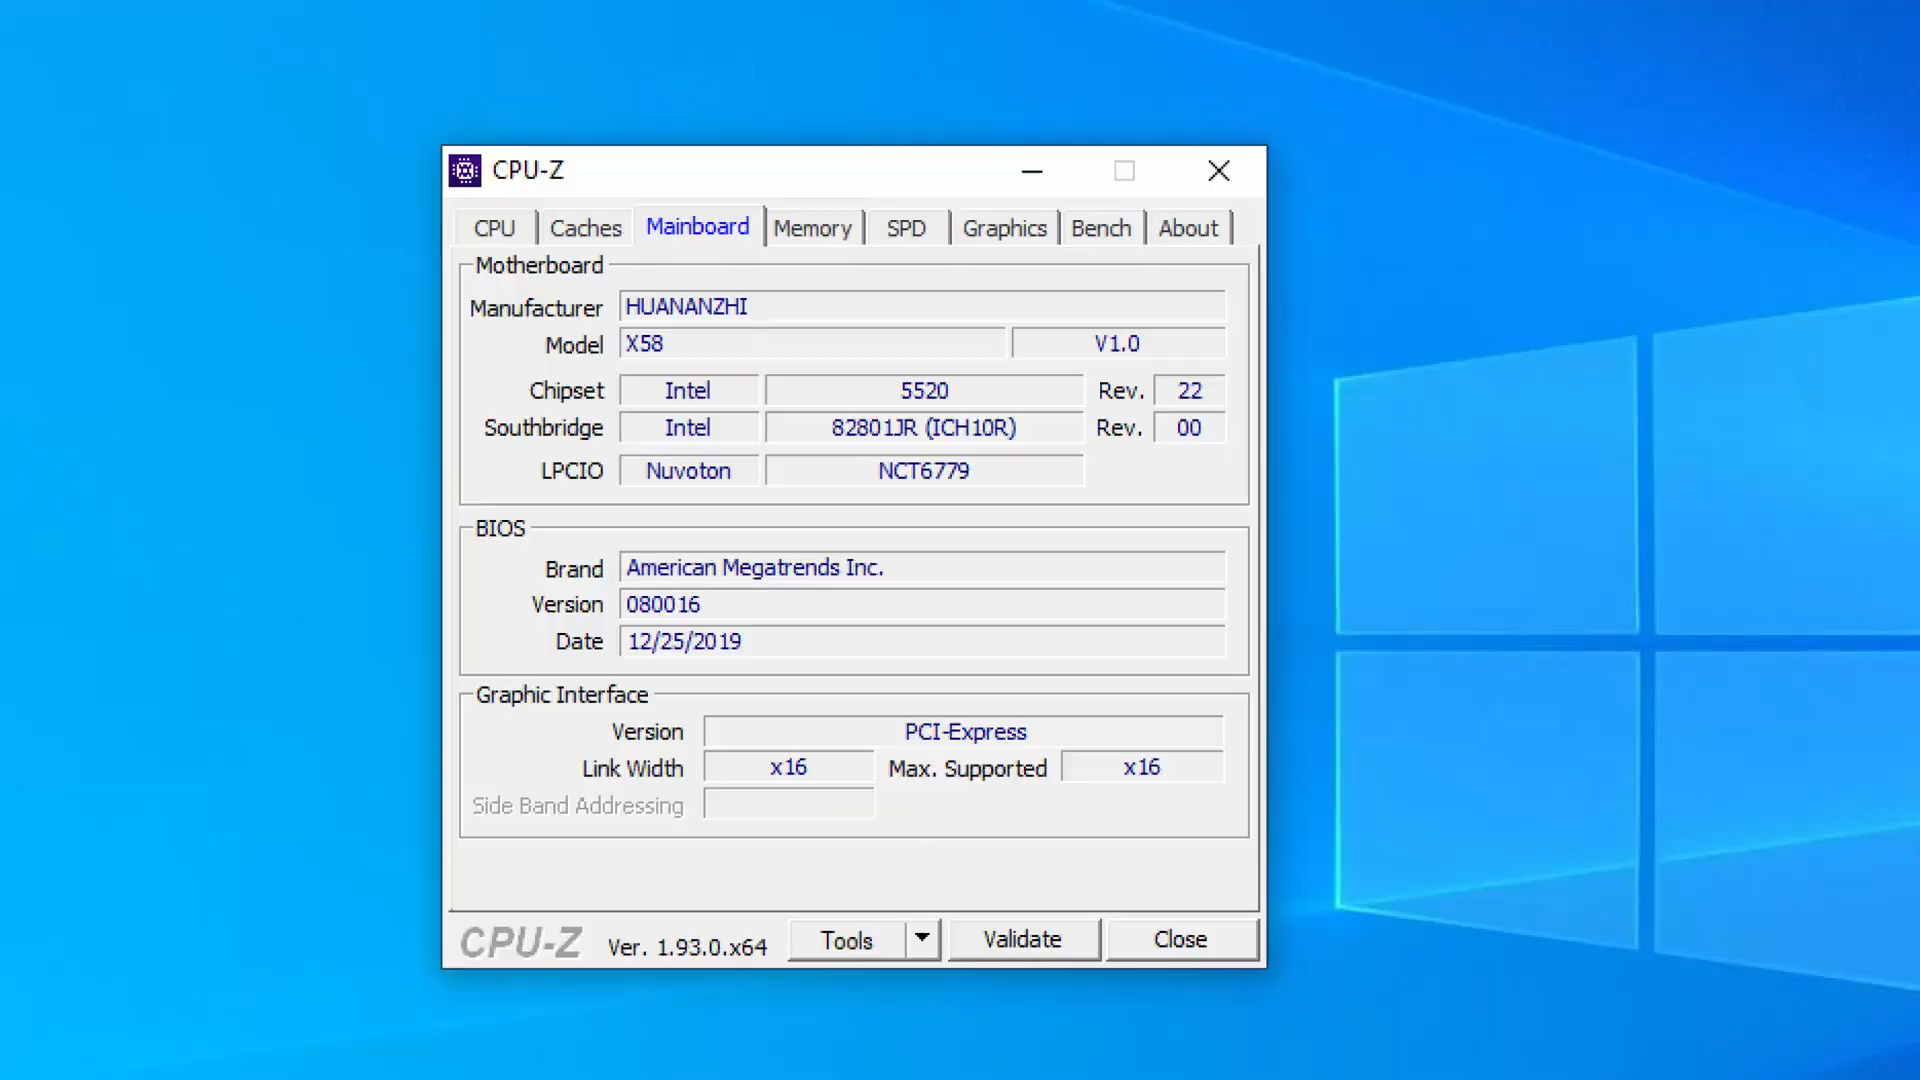 CPU-Z
CPU Caches Mainboard Memory SPD Graphics Bench About
Motherboard
Manufacturer HUANANZHI
Model X58 V1.0
Chipset Intel 5520 Rev. 22
Southbridge Intel 82801JR (ICH10R) Rev. 00
LPCIO Nuvoton NCT6779
BIOS
Brand American Megatrends Inc.
Version 080016
Date 12/25/2019
Graphic Interface
Version PCI-Express
Link Width x16 Max. Supported x16
Side Band Addressing
CPU-Z Ver. 1.93.0.x64 Tools Validate Close